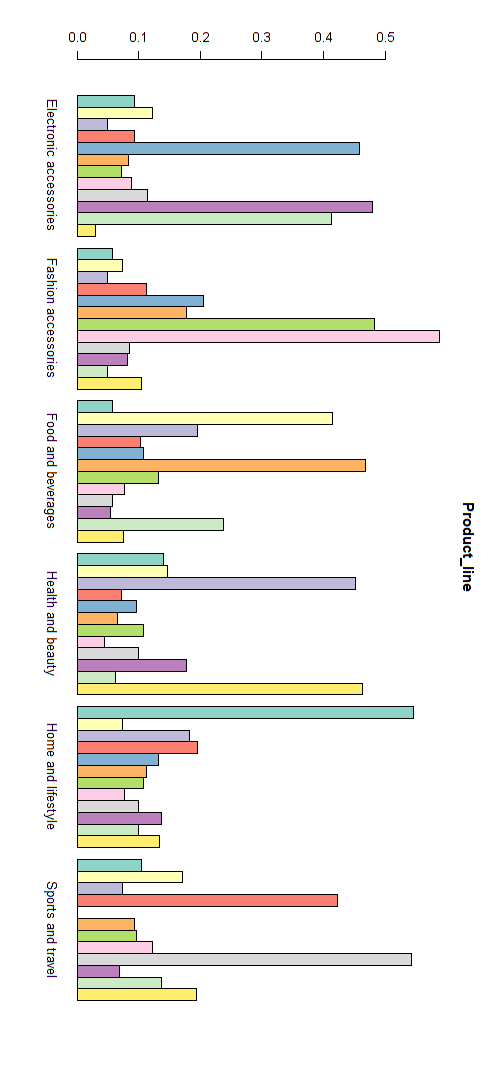 0.0 0.1 0.2 0.3 0.4 0.5
Electronic accessories
Fashion accessories
Food and beverages
Health and beauty
Home and lifestyle
Sports and travel
Product_line